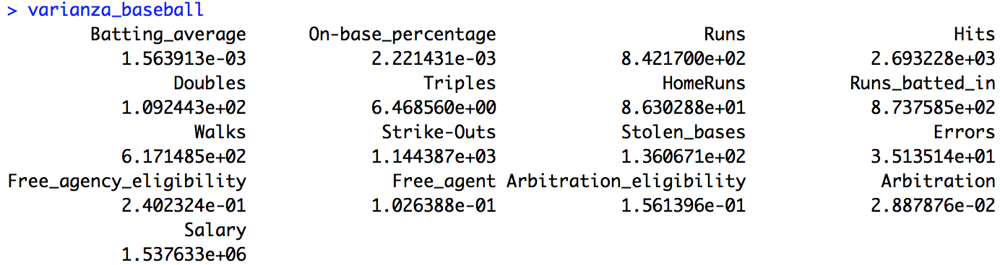 > varianza_baseball
Batting_average On-base_percentage Runs Hits
1.563913e-03 2.221431e-03 8.421700e+02 2.693228e+03
Doubles Triples HomeRuns Runs_batted_in
1.092443e+02 6.468560e+00 8.630288e+01 8.737585e+02
Walks Strike-Outs Stolen_bases Errors
6.171485e+02 1.144387e+03 1.360671e+02 3.513514e+01
Free_agency_eligibility Free_agent Arbitration_eligibility Arbitration
2.402324e-01 1.026388e-01 1.561396e-01 2.887876e-02
Salary
1.537633e+06